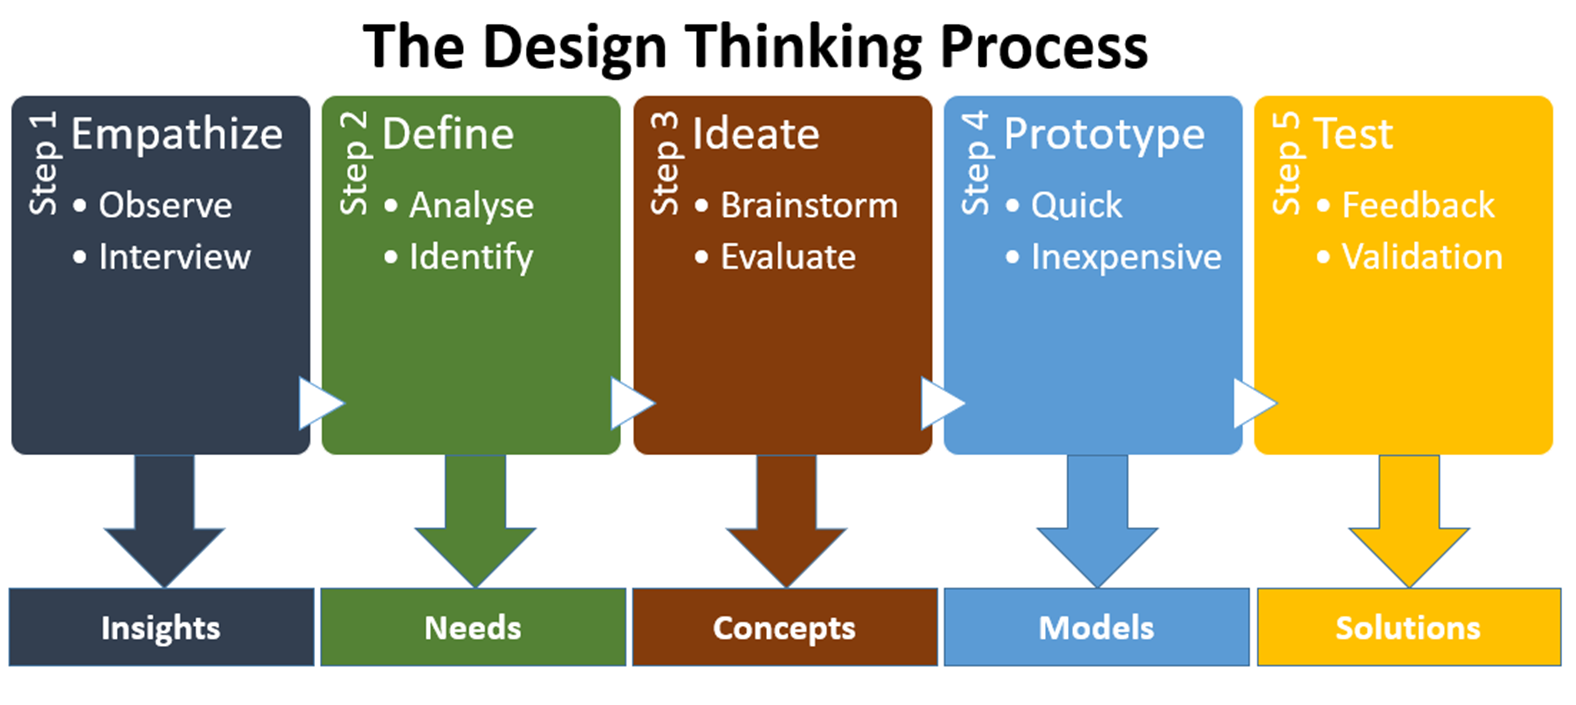 The Design Thinking Process
Step 1
Empathize
• Observe
• Interview
Step 2
Define
• Analyse
• Identify
Step 3
Ideate
• Brainstorm
• Evaluate
Step 4
Prototype
• Quick
• Inexpensive
Step 5
Test
• Feedback
• Validation
Insights
Needs
Concepts
Models
Solutions